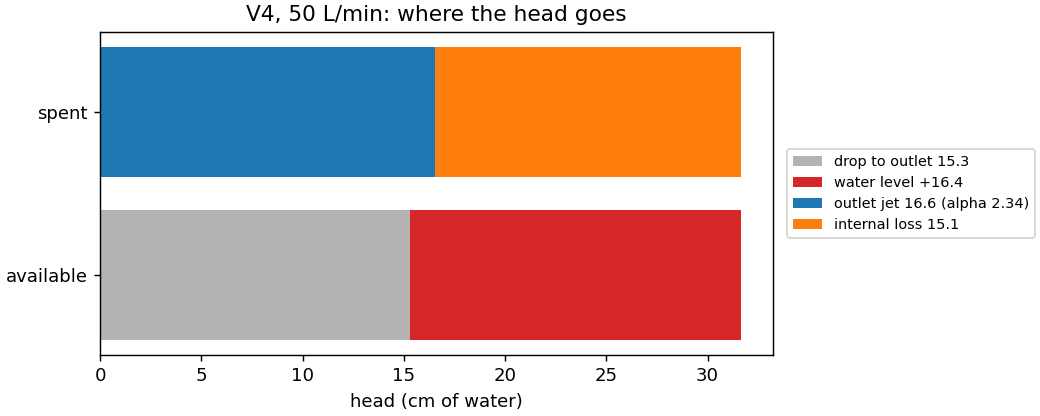 V4, 50 L/min: where the head goes
spent
available
0 5 10 15 20 25 30
head (cm of water)
drop to outlet 15.3
water level +16.4
outlet jet 16.6 (alpha 2.34)
internal loss 15.1